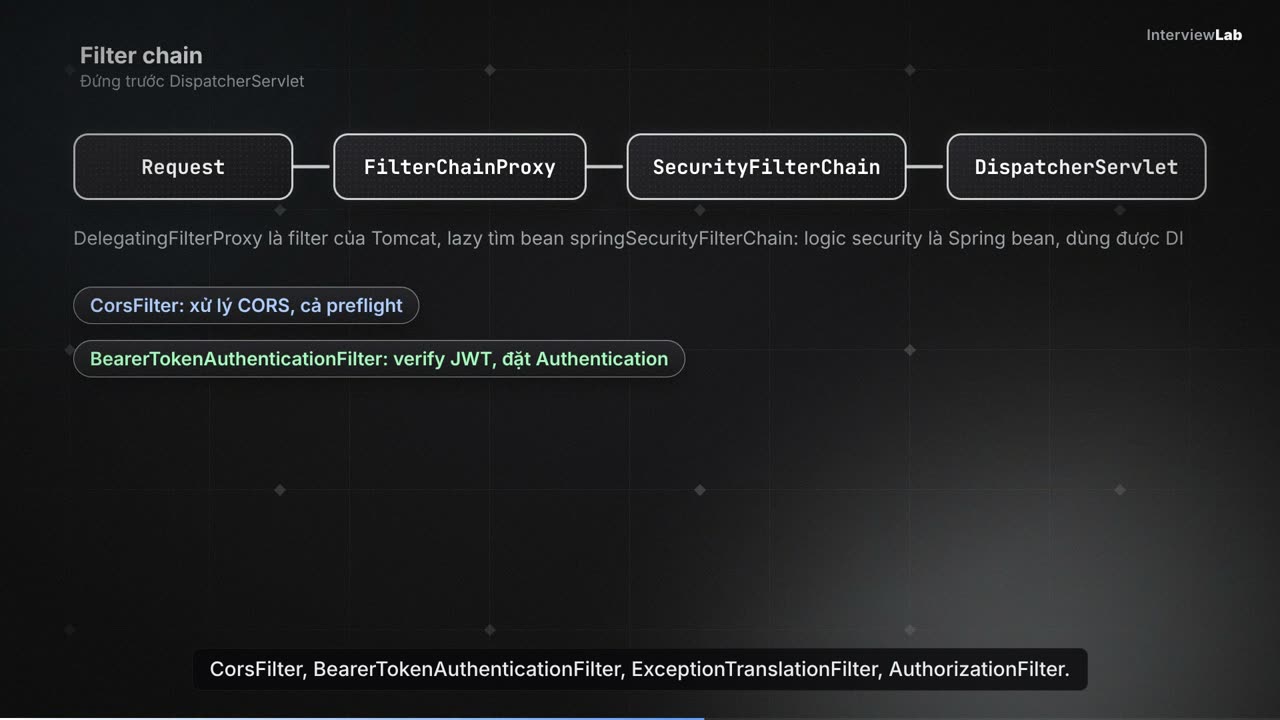 InterviewLab
Filter chain
Đứng trước DispatcherServlet
Request
FilterChainProxy
SecurityFilterChain
DispatcherServlet
DelegatingFilterProxy là filter của Tomcat, lazy tìm bean springSecurityFilterChain: logic security là Spring bean, dùng được DI
CorsFilter: xử lý CORS, cả preflight
BearerTokenAuthenticationFilter: verify JWT, đặt Authentication
CorsFilter, BearerTokenAuthenticationFilter, ExceptionTranslationFilter, AuthorizationFilter.